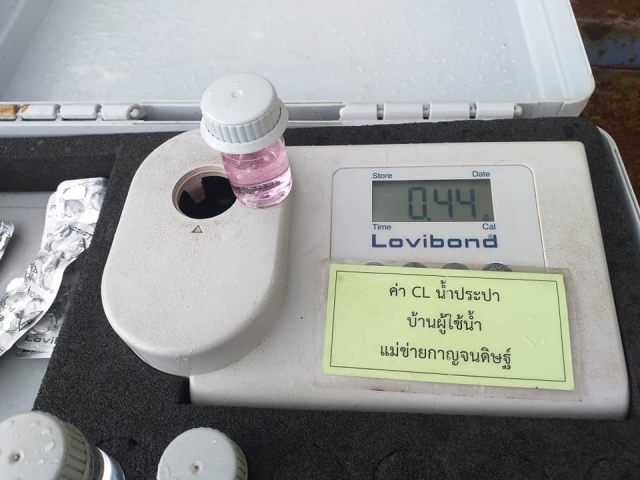 Store Date
0.44
Time Cal
Lovibond
ค่า CL น้ำประปา
บ้านผู้ใช้น้ำ
แม่ข่ายกาญจนดิษฐ์